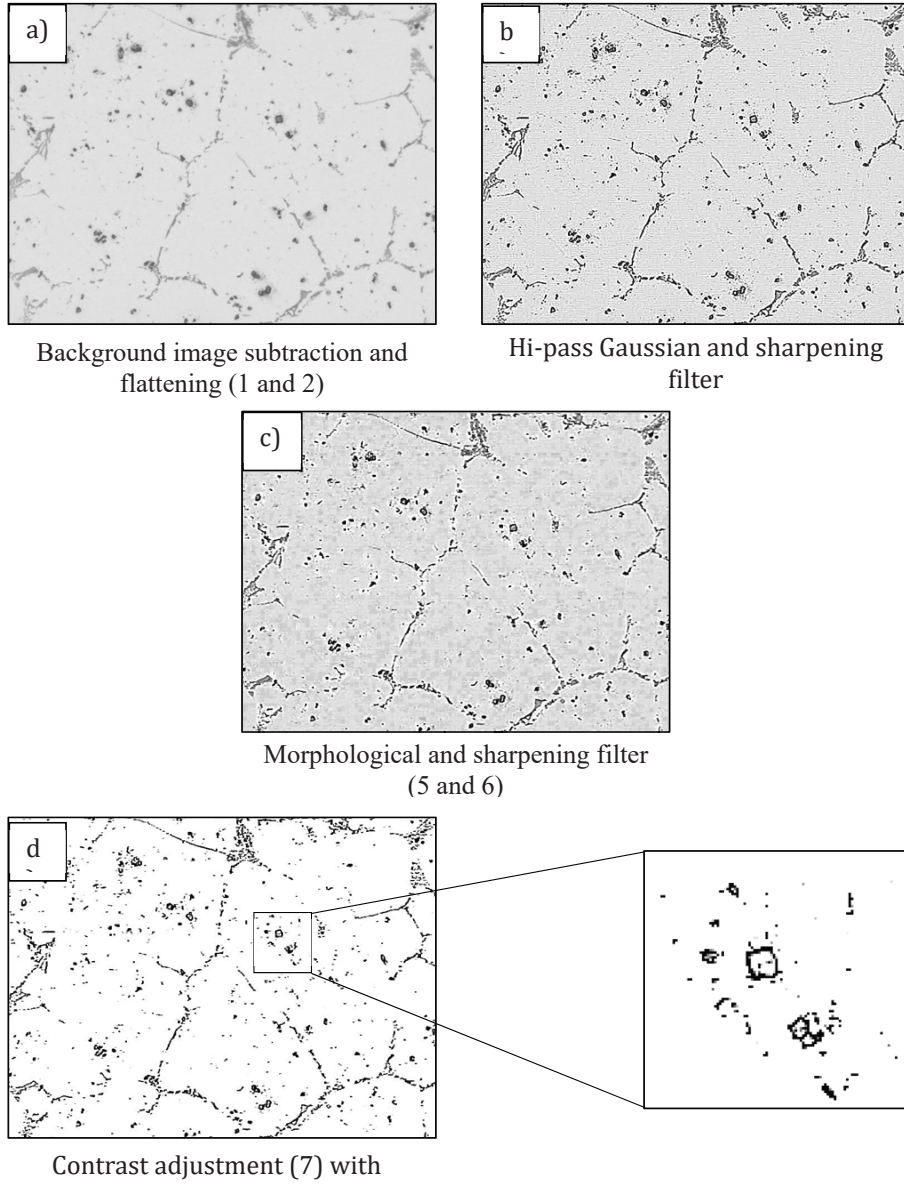 a)
b
Background image subtraction and
flattening (1 and 2)
Hi-pass Gaussian and sharpening
filter
c)
Morphological and sharpening filter
(5 and 6)
d
Contrast adjustment (7) with